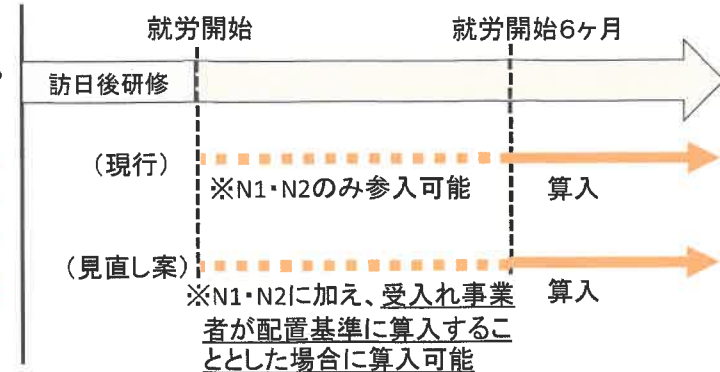 就労開始
就労開始6ヶ月
訪日後研修
(現行)
※N1・N2のみ参入可能
算入
(見直し案)
※N1・N2に加え、受入れ事業
者が配置基準に算入するこ
ととした場合に算入可能
算入